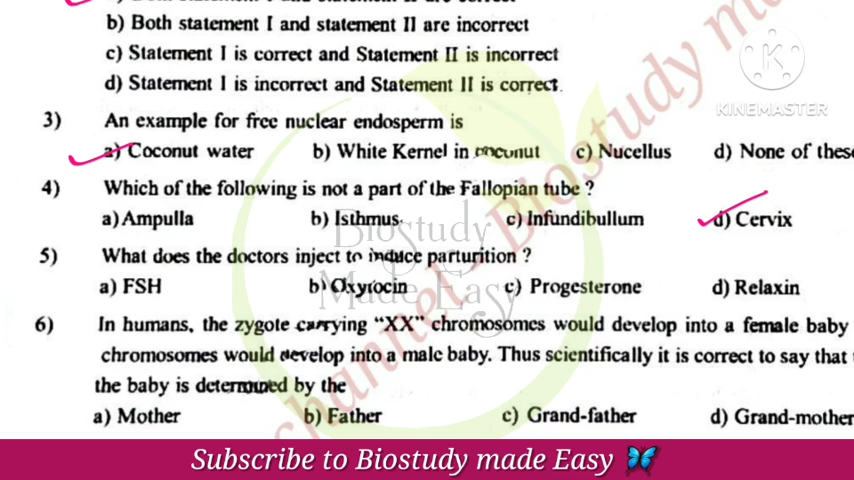 b) Both statement I and statement II are incorrect
c) Statement I is correct and Statement II is incorrect
d) Statement I is incorrect and Statement II is correct.
3) An example for free nuclear endosperm is
a) Coconut water b) White Kernel in coconut c) Nucellus d) None of these
4) Which of the following is not a part of the Fallopian tube ?
a) Ampulla b) Isthmus c) Infundibullum d) Cervix
5) What does the doctors inject to induce parturition ?
a) FSH b) Oxytocin c) Progesterone d) Relaxin
6) In humans, the zygote carrying "XX" chromosomes would develop into a female baby
chromosomes would develop into a male baby. Thus scientifically it is correct to say that
the baby is determined by the
a) Mother b) Father c) Grand-father d) Grand-mother
KINEMASTER
Biostudy
Made Easy
channel- Biostudy
Subscribe to Biostudy made Easy